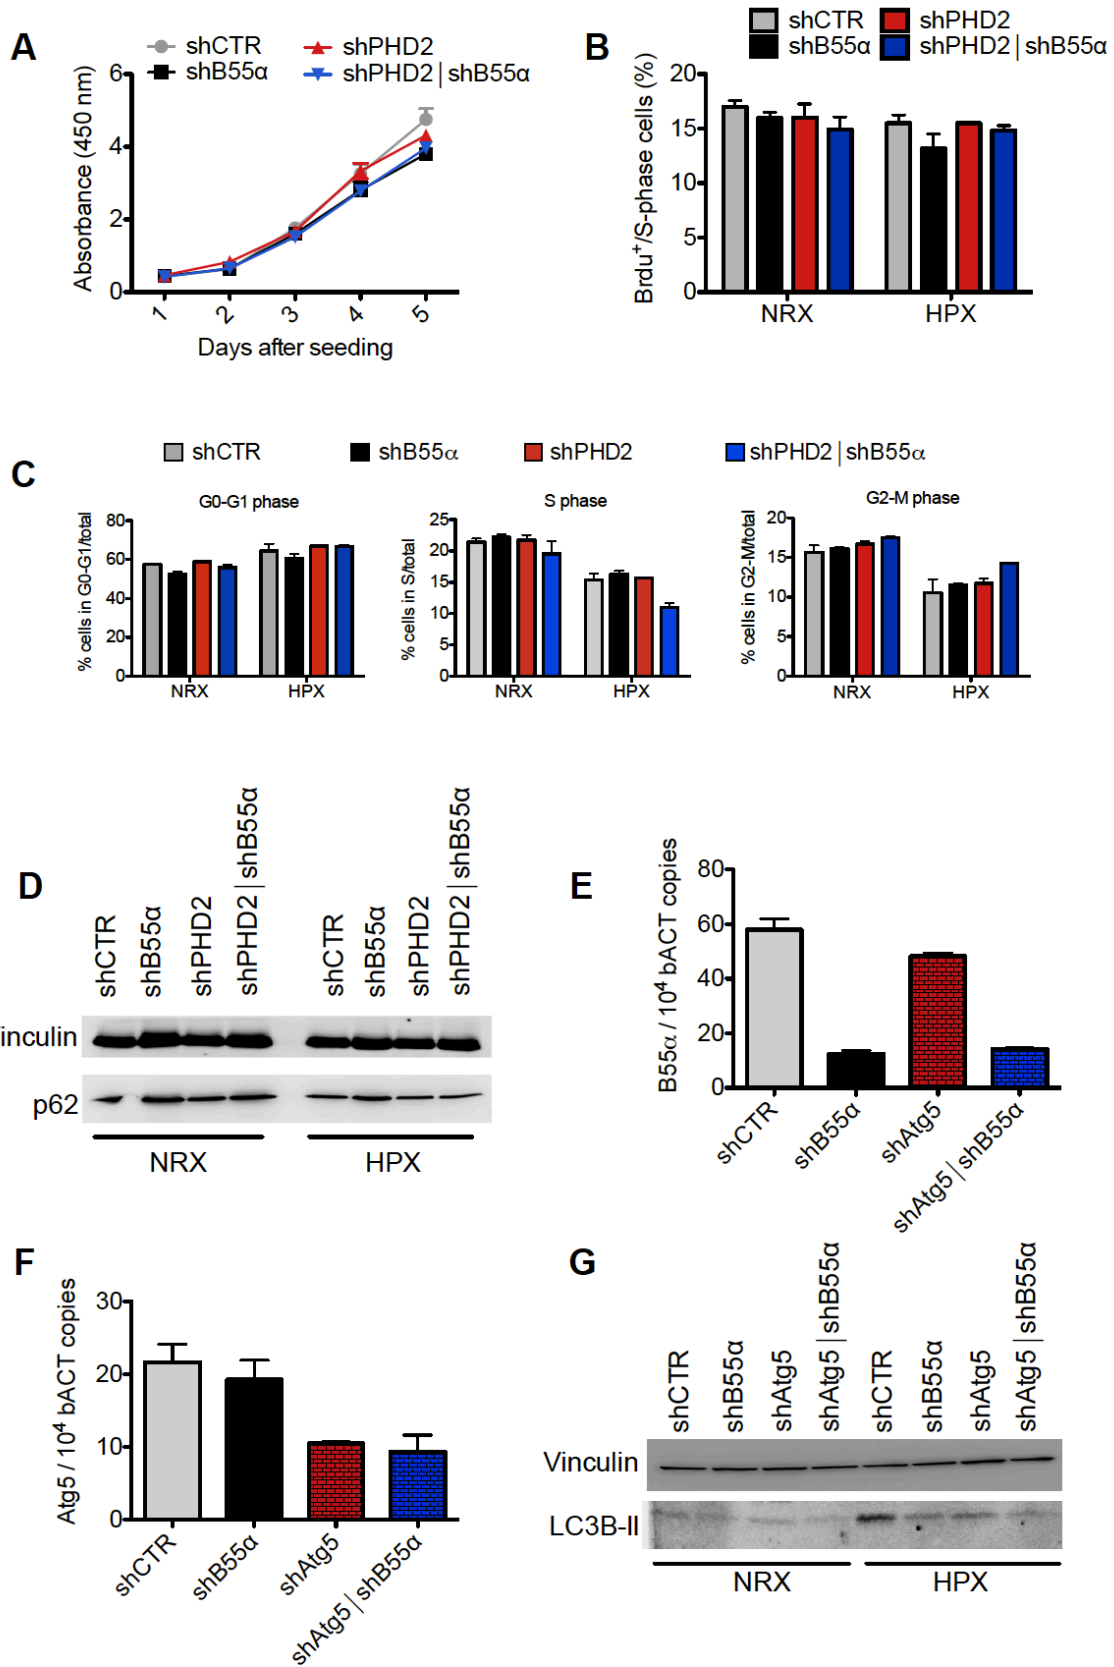 A
shCTR
shB55α
shPHD2
shPHD2|shB55α
Absorbance (450 nm)
6
4
2
0
1 2 3 4 5
Days after seeding
B
shCTR
shB55α
shPHD2
shPHD2|shB55α
Brdu+/S-phase cells (%)
20
15
10
5
0
NRX HPX
C
shCTR shB55α shPHD2 shPHD2|shB55α
G0-G1 phase
% cells in G0-G1/total
80
60
40
20
0
NRX HPX
S phase
% cells in S/total
25
20
15
10
5
0
NRX HPX
G2-M phase
% cells in G2-M/total
20
15
10
5
0
NRX HPX
D
shCTR
shB55α
shPHD2
shPHD2|shB55α
shCTR
shB55α
shPHD2
shPHD2|shB55α
inculin
p62
NRX HPX
E
B55α / 10⁴ bACT copies
80
60
40
20
0
shCTR
shB55α
shAtg5
shAtg5|shB55α
F
Atg5 / 10⁴ bACT copies
30
20
10
0
shCTR
shB55α
shAtg5
shAtg5|shB55α
G
shCTR
shB55α
shAtg5
shAtg5|shB55α
shCTR
shB55α
shAtg5
shAtg5|shB55α
Vinculin
LC3B-II
NRX HPX